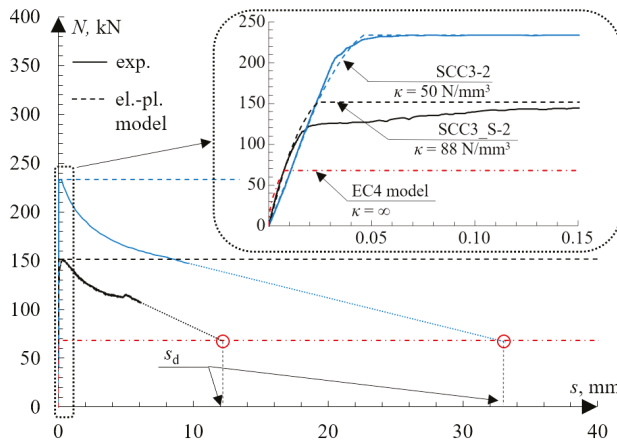 N, kN
400
350
300
250
200
150
100
50
0
exp.
el.-pl.
model
250
200
150
100
50
0
SCC3-2
κ = 50 N/mm³
SCC3_S-2
κ = 88 N/mm³
EC4 model
κ = ∞
0.05
0.10
0.15
s_d
s, mm
0
10
20
30
40